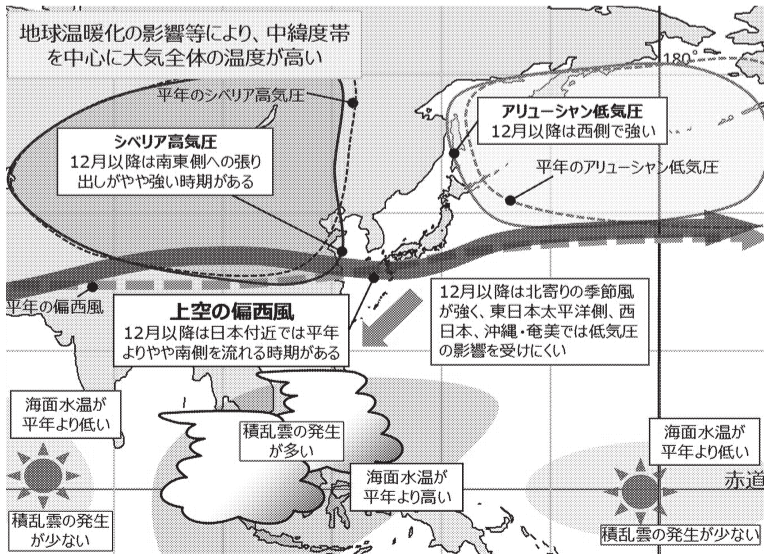 地球温暖化の影響等により、中緯度帯
を中心に大気全体の温度が高い
180°
平年のシベリア高気圧
アリューシャン低気圧
12月以降は西側で強い
シベリア高気圧
12月以降は南東側への張り
出しがやや強い時期がある
平年のアリューシャン低気圧
平年の偏西風
上空の偏西風
12月以降は日本付近では平年
よりやや南側を流れる時期がある
12月以降は北寄りの季節風
が強く、東日本太平洋側、西
日本、沖縄・奄美では低気圧
の影響を受けにくい
海面水温が
平年より低い
積乱雲の発生
が多い
海面水温が
平年より低い
海面水温が
平年より高い
赤道
積乱雲の発生
が少ない
積乱雲の発生が少ない